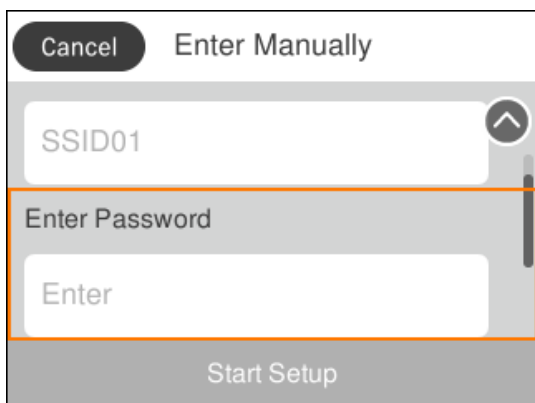 Cancel Enter Manually
SSID01
Enter Password
Enter
Start Setup